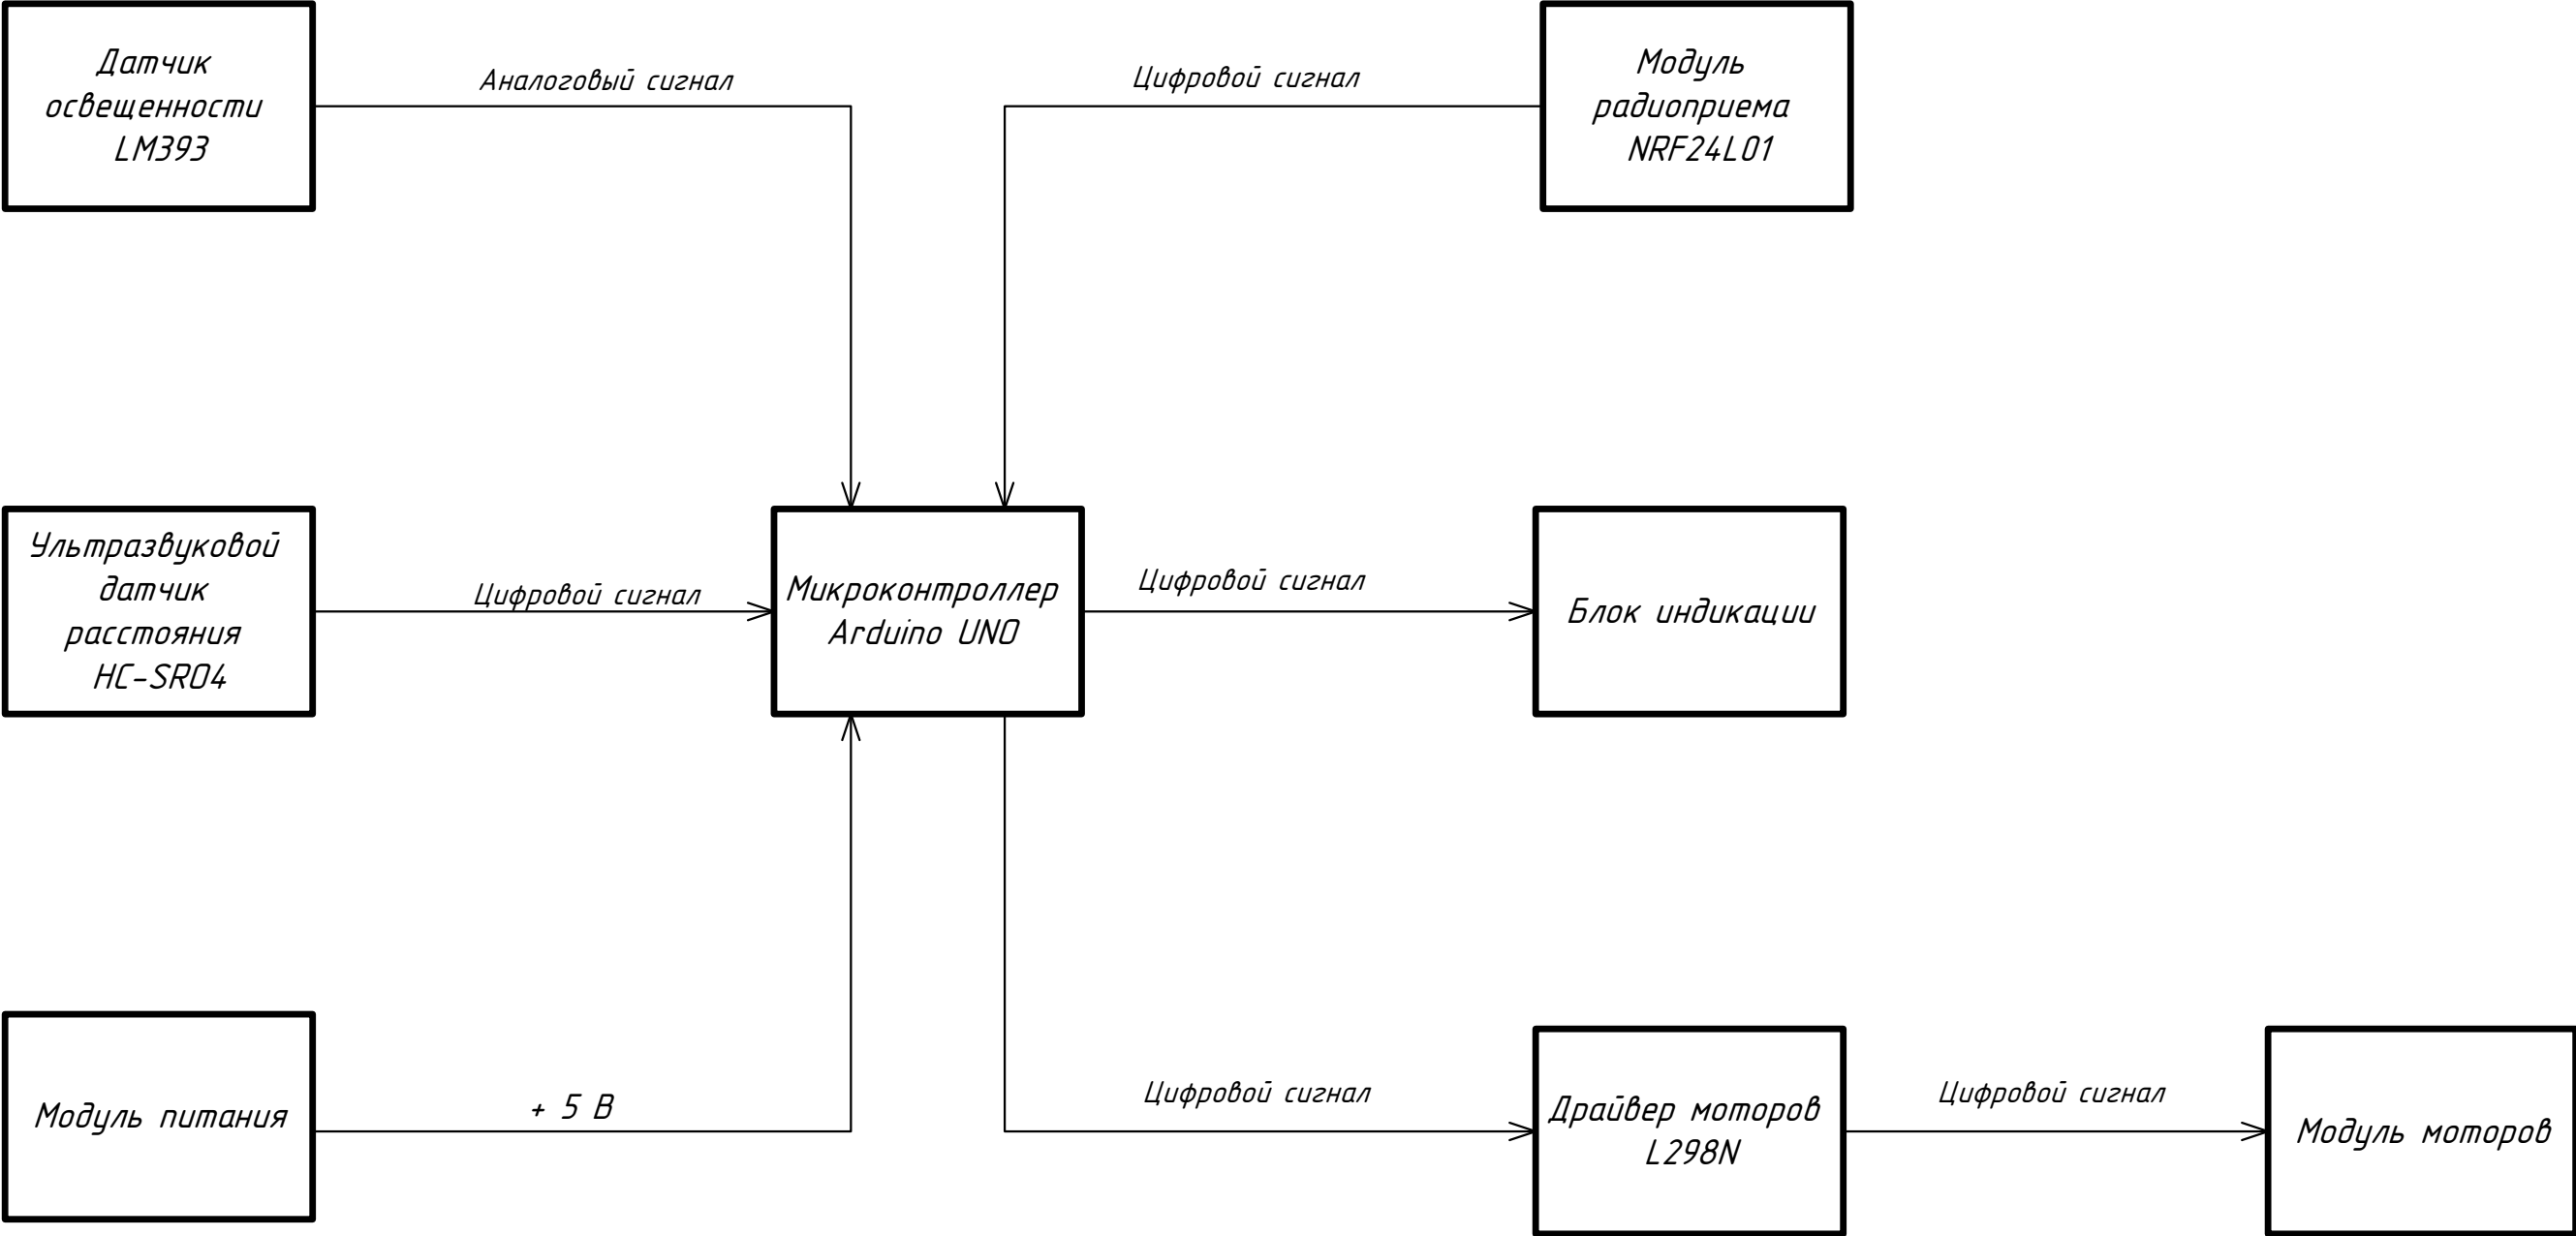 Датчик
освещенности
LM393
Аналоговый сигнал
Цифровой сигнал
Модуль
радиоприема
NRF24L01
Ультразвуковой
датчик
расстояния
HC-SR04
Цифровой сигнал
Микроконтроллер
Arduino UNO
Цифровой сигнал
Блок индикации
Модуль питания
+ 5 В
Цифровой сигнал
Драйвер моторов
L298N
Цифровой сигнал
Модуль моторов